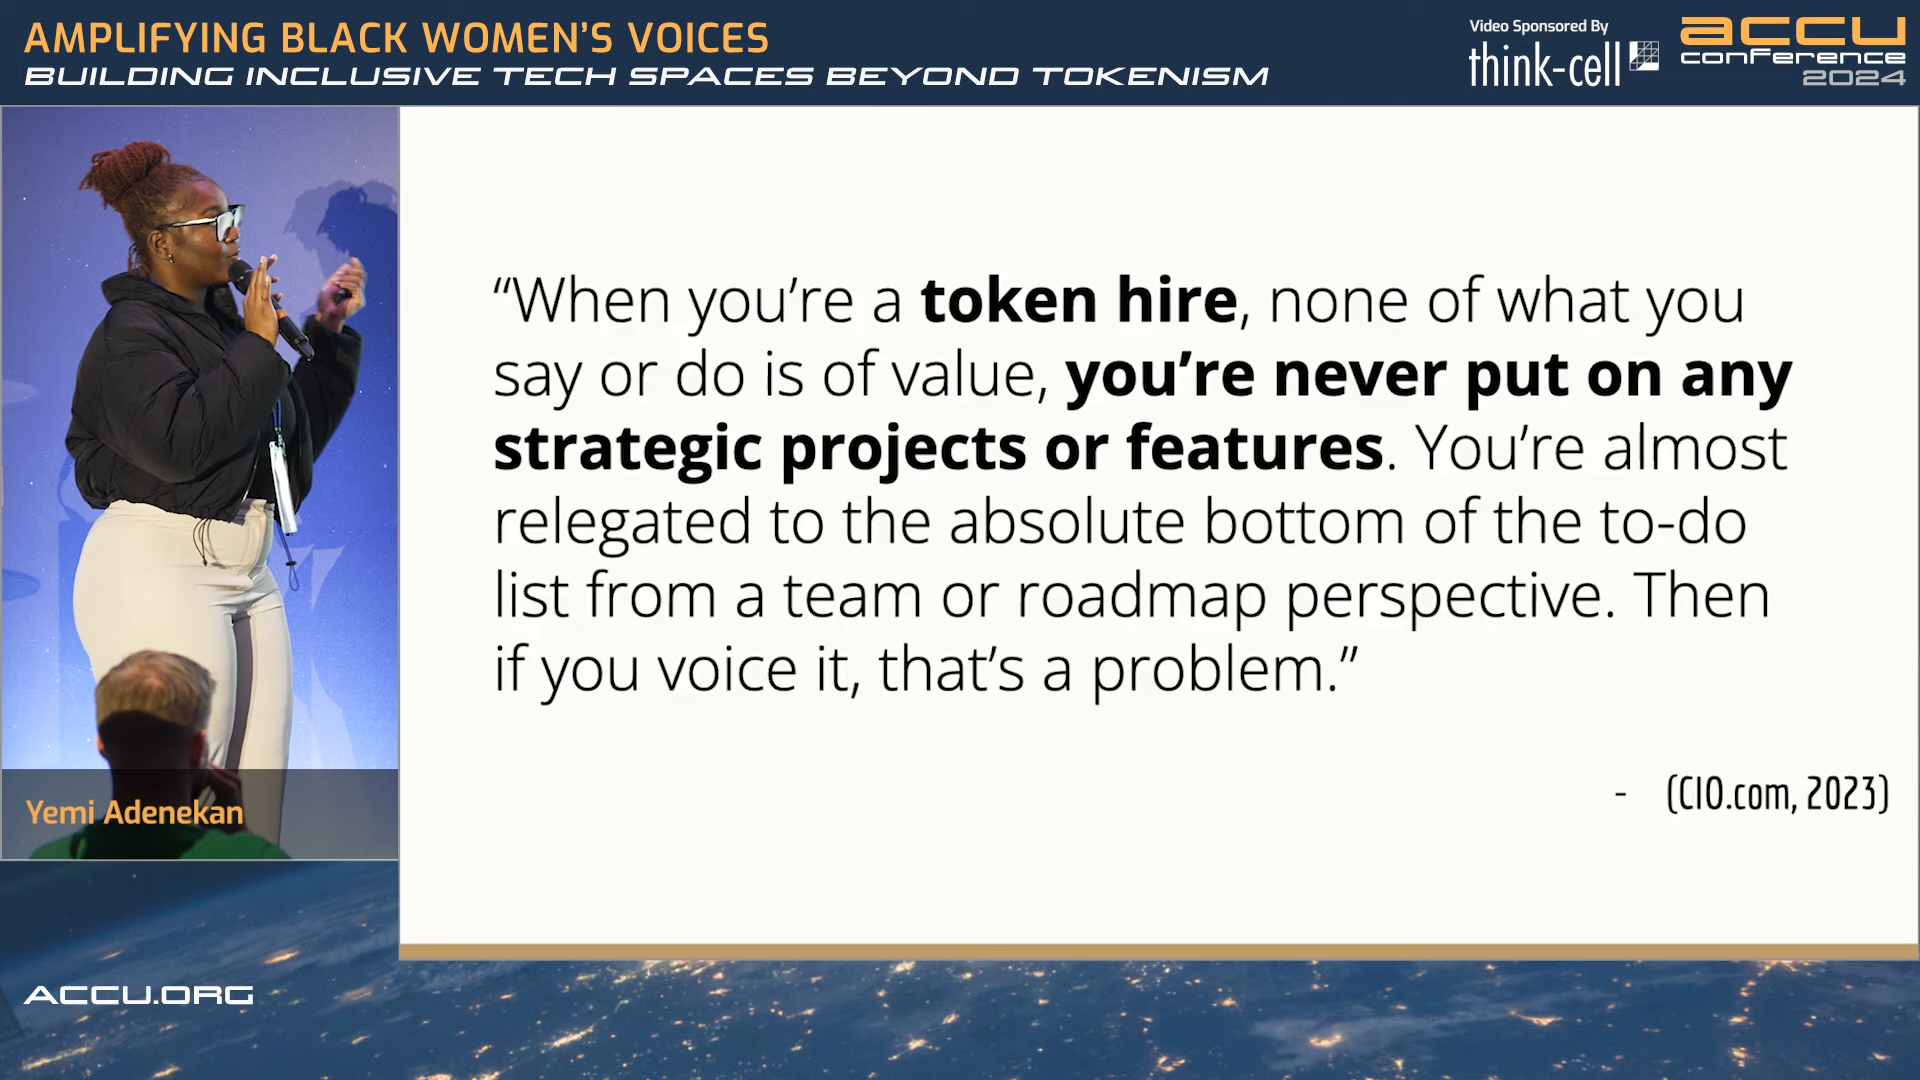 AMPLIFYING BLACK WOMEN'S VOICES
BUILDING INCLUSIVE TECH SPACES BEYOND TOKENISM
Video Sponsored By
think-cell
accu
conference
2024
“When you’re a token hire, none of what you
say or do is of value, you’re never put on any
strategic projects or features. You’re almost
relegated to the absolute bottom of the to-do
list from a team or roadmap perspective. Then
if you voice it, that’s a problem.”
- (CIO.com, 2023)
Yemi Adenekan
ACCU.ORG